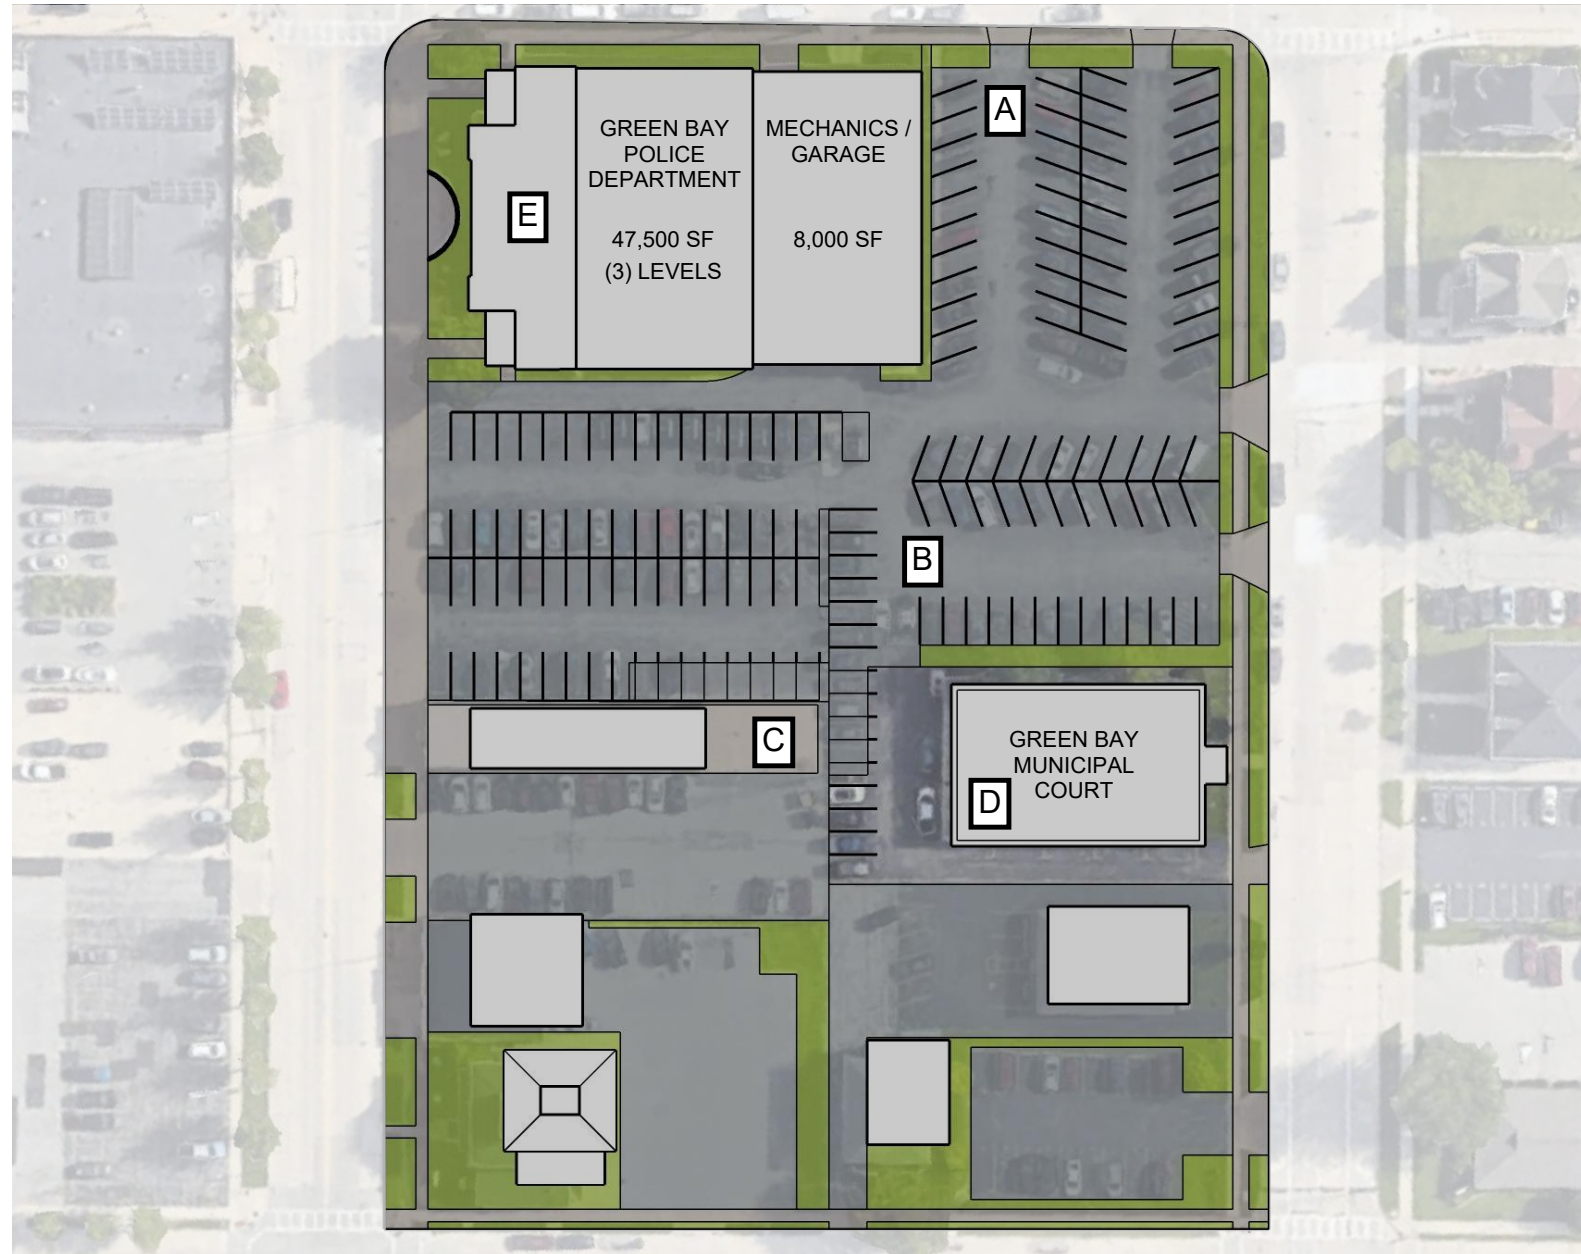 A
GREEN BAY
POLICE
DEPARTMENT
47,500 SF
(3) LEVELS
MECHANICS /
GARAGE
8,000 SF
E
B
C
GREEN BAY
MUNICIPAL
COURT
D